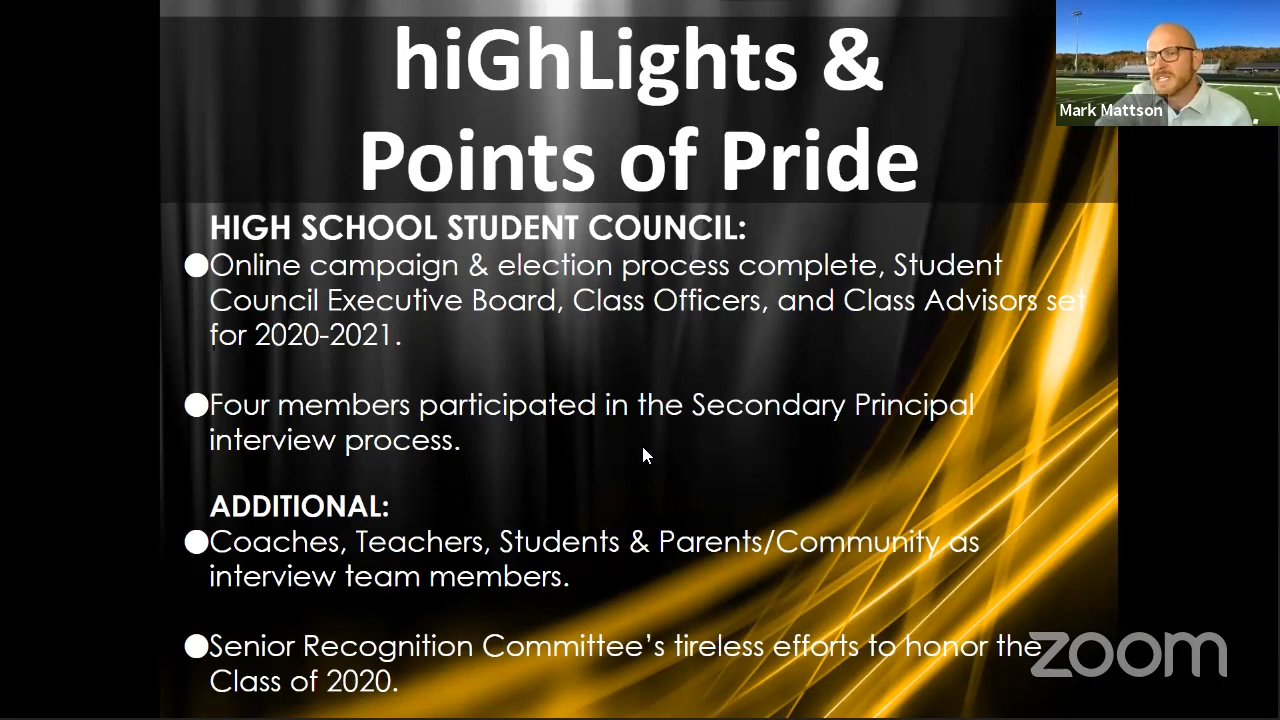 hiGhLights &
Points of Pride
Mark Mattson
HIGH SCHOOL STUDENT COUNCIL:
●Online campaign & election process complete, Student
Council Executive Board, Class Officers, and Class Advisors set
for 2020-2021.
●Four members participated in the Secondary Principal
interview process.
ADDITIONAL:
●Coaches, Teachers, Students & Parents/Community as
interview team members.
●Senior Recognition Committee’s tireless efforts to honor the
Class of 2020.
zoom